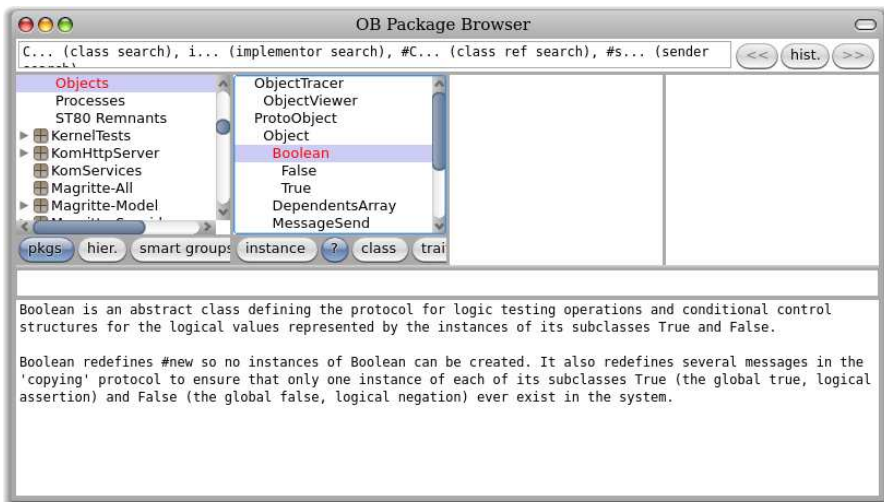 OB Package Browser
C... (class search), i... (implementor search), #C... (class ref search), #s... (sender
search)
<< hist. >>
Objects
Processes
ST80 Remnants
KernelTests
KomHttpServer
KomServices
Magritte-All
Magritte-Model
ObjectTracer
ObjectViewer
ProtoObject
Object
Boolean
False
True
DependentsArray
MessageSend
pkgs hier. smart groups instance ? class trai
Boolean is an abstract class defining the protocol for logic testing operations and conditional control
structures for the logical values represented by the instances of its subclasses True and False.
Boolean redefines #new so no instances of Boolean can be created. It also redefines several messages in the
'copying' protocol to ensure that only one instance of each of its subclasses True (the global true, logical
assertion) and False (the global false, logical negation) ever exist in the system.